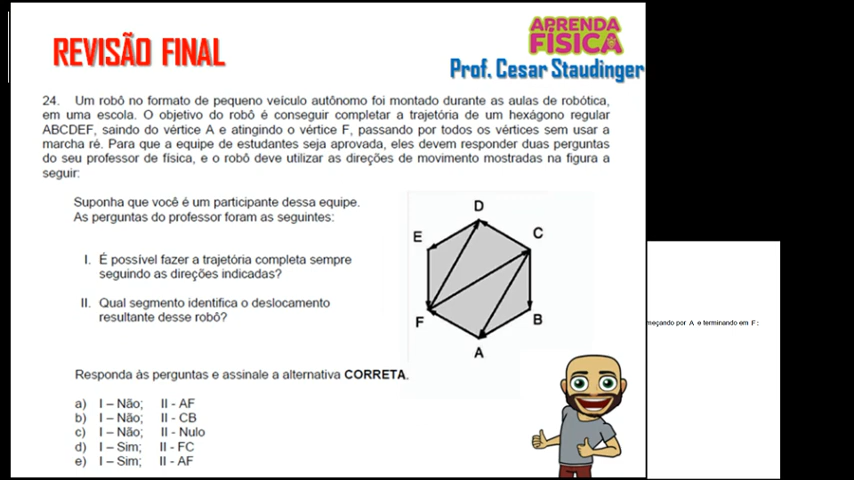 REVISÃO FINAL
APRENDA
FÍSICA
Prof. Cesar Staudinger
24. Um robô no formato de pequeno veículo autônomo foi montado durante as aulas de robótica,
em uma escola. O objetivo do robô é conseguir completar a trajetória de um hexágono regular
ABCDEF, saindo do vértice A e atingindo o vértice F, passando por todos os vértices sem usar a
marcha ré. Para que a equipe de estudantes seja aprovada, eles devem responder duas perguntas
do seu professor de física, e o robô deve utilizar as direções de movimento mostradas na figura a
seguir:
Suponha que você é um participante dessa equipe.
As perguntas do professor foram as seguintes:
I. É possível fazer a trajetória completa sempre
seguindo as direções indicadas?
II. Qual segmento identifica o deslocamento
resultante desse robô?
D
E
C
F
B
A
meçando por A e terminando em F;
Responda às perguntas e assinale a alternativa CORRETA.
a) I – Não; II - AF
b) I – Não; II - CB
c) I – Não; II - Nulo
d) I – Sim; II - FC
e) I – Sim; II - AF